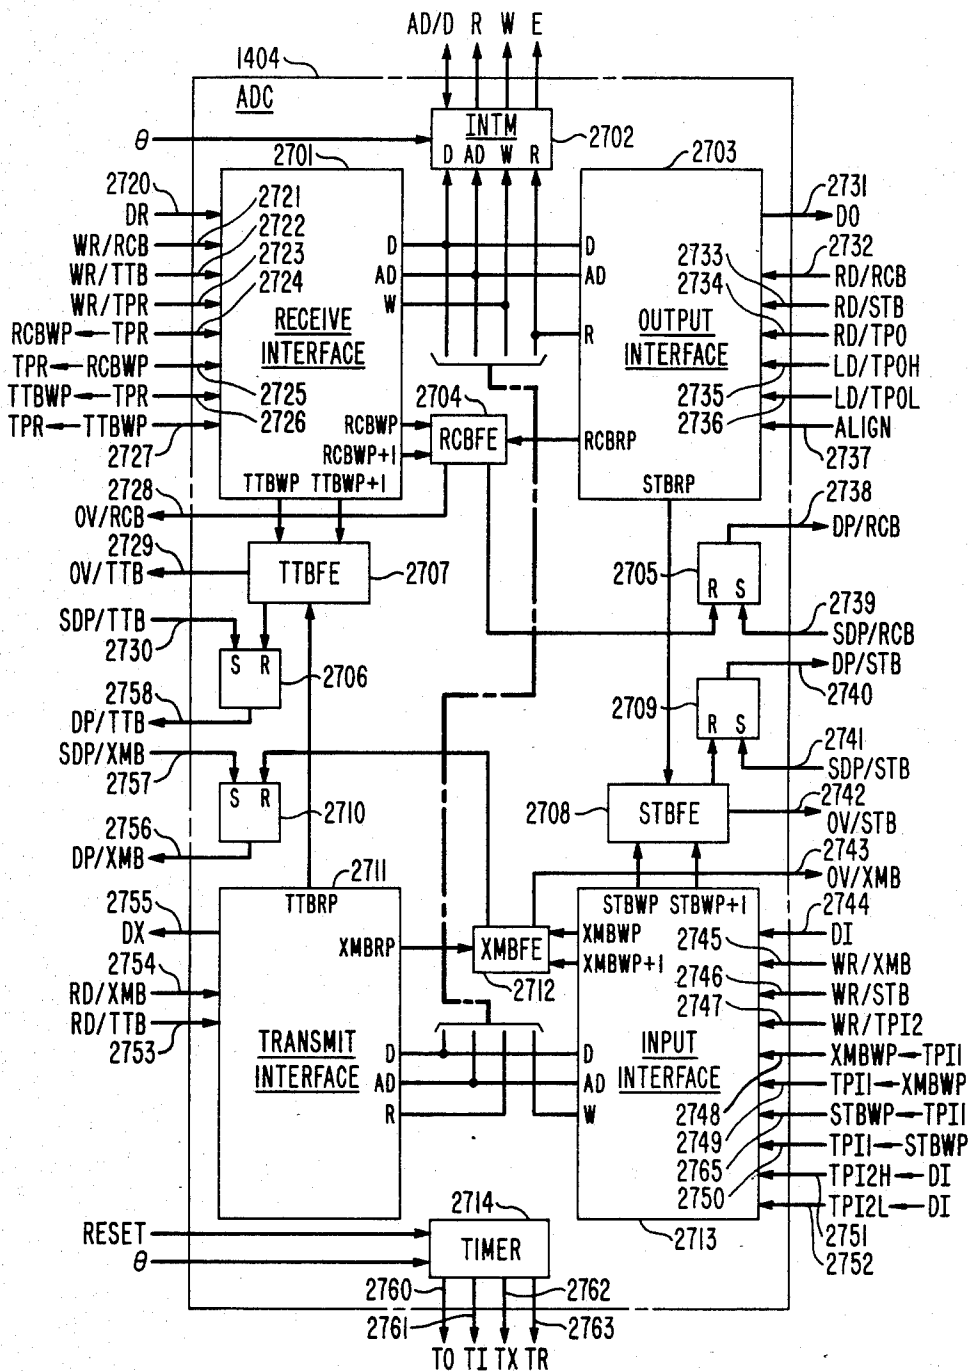 AD/D R W E
1404
ADC
θ
INTM
D AD W R
2702
2701
2703
2720
DR
2721
WR/RCB
2722
WR/TTB
2723
WR/TPR
2724
RCBWP←TPR
TPR←RCBWP
2725
TTBWP←TPR
2726
TPR←TTBWP
2727
D
AD
W
RECEIVE
INTERFACE
RCBWP
RCBWP+1
TTBWP TTBWP+1
2704
RCBFE
D
AD
R
OUTPUT
INTERFACE
RCBRP
STBRP
2731
DO
2732
RD/RCB
2733
RD/STB
2734
RD/TPO
LD/TPOH
2735
LD/TPOL
2736
ALIGN
2737
2728
OV/RCB
2729
OV/TTB
TTBFE
2707
SDP/TTB
2730
S R
2706
2758
DP/TTB
SDP/XMB
2757
S R
2710
2756
DP/XMB
2738
DP/RCB
2705
R S
2739
SDP/RCB
DP/STB
2740
2709
R S
2741
SDP/STB
2708
STBFE
2742
OV/STB
2743
OV/XMB
2711
TTBRP
2755
DX
2754
RD/XMB
RD/TTB
2753
XMBRP
XMBFE
2712
TRANSMIT
INTERFACE
D
AD
R
STBWP STBWP+1
XMBWP
XMBWP+1
INPUT
INTERFACE
D
AD
W
2744
DI
2745
WR/XMB
2746
WR/STB
2747
WR/TPI2
XMBWP←TPI1
2748
TPI1←XMBWP
2749
STBWP←TPI1
2765
TPI1←STBWP
2750
TPI2H←DI
2751
TPI2L←DI
2752
2713
RESET
θ
2714
TIMER
2760
2761
2762
2763
TO TI TX TR